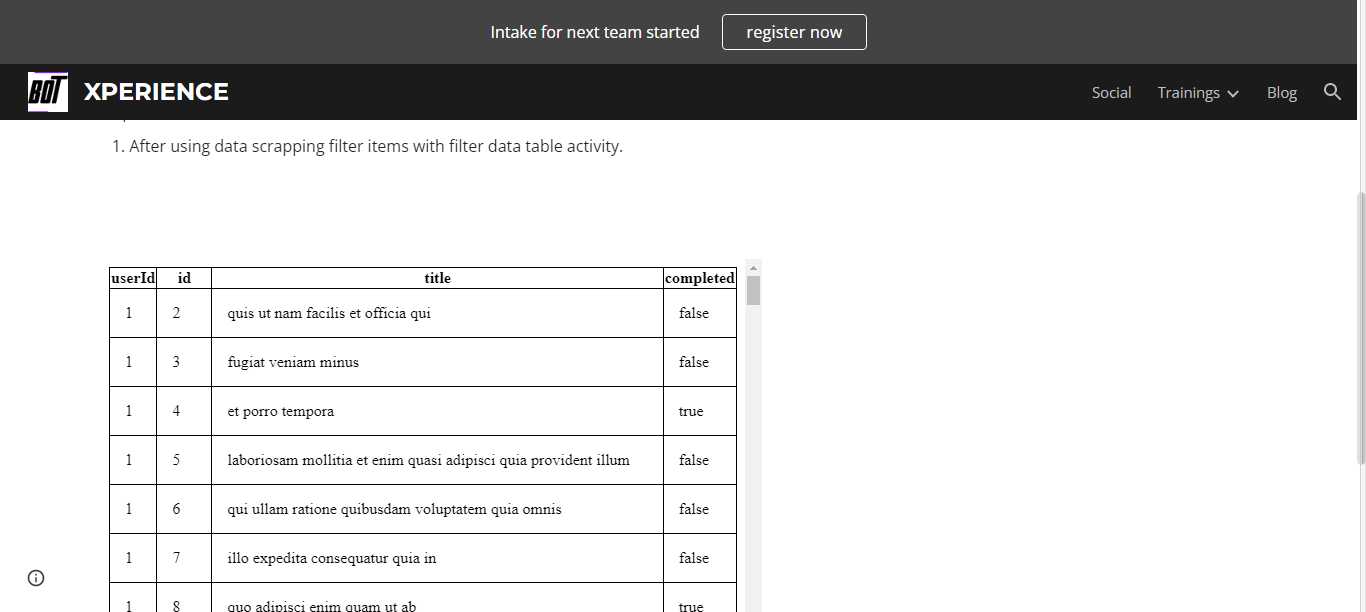 Intake for next team started register now
BOT XPERIENCE Social Trainings Blog
1. After using data scrapping filter items with filter data table activity.
userId id title completed
1 2 quis ut nam facilis et officia qui false
1 3 fugiat veniam minus false
1 4 et porro tempora true
1 5 laboriosam mollitia et enim quasi adipisci quia provident illum false
1 6 qui ullam ratione quibusdam voluptatem quia omnis false
1 7 illo expedita consequatur quia in false
1 8 quo adipisci enim quam ut ab true